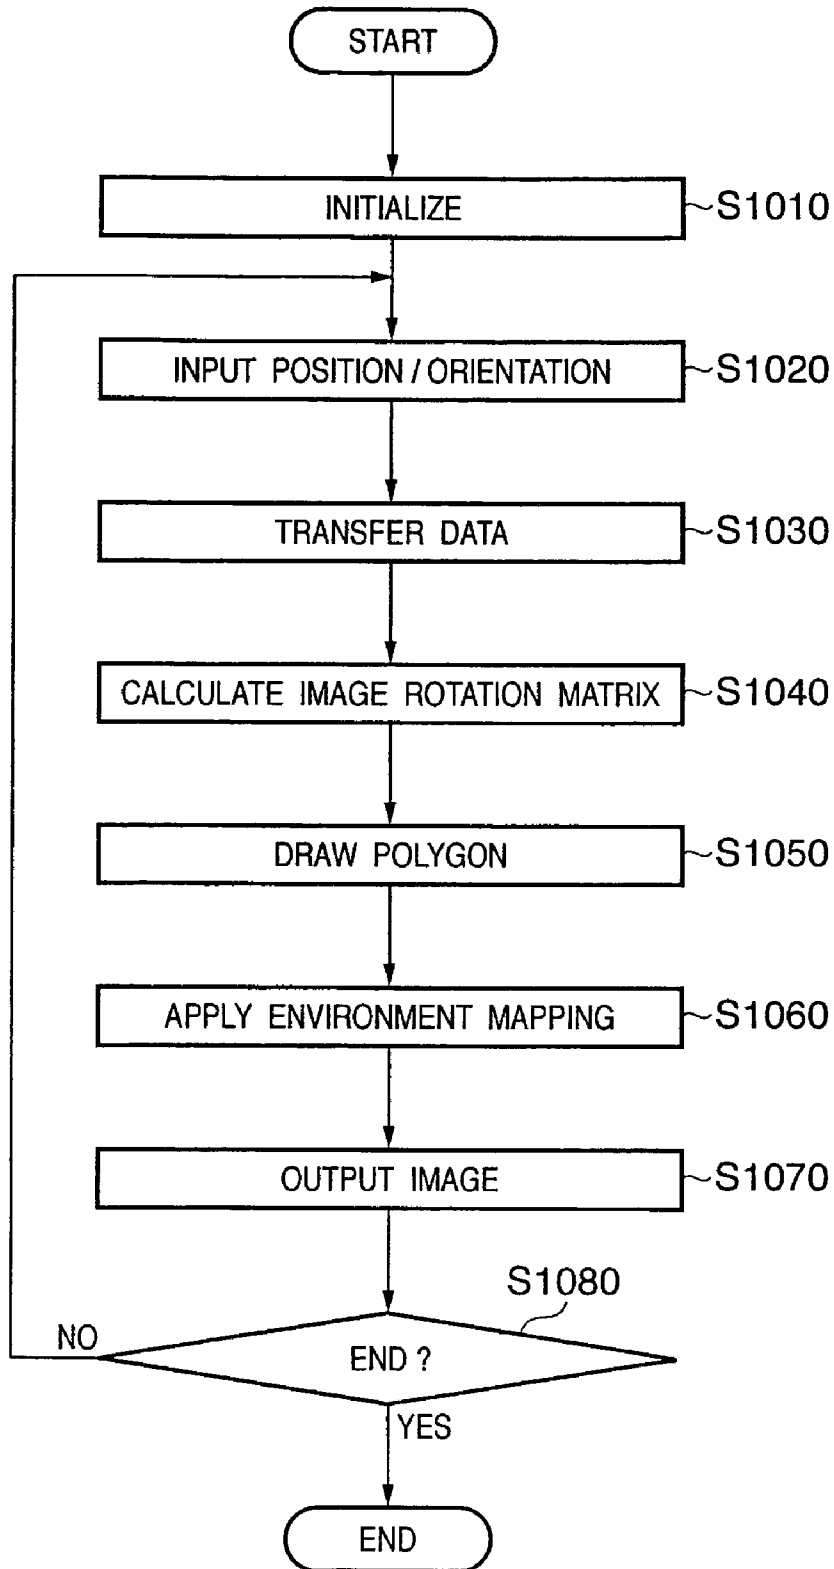 START
INITIALIZE
S1010
INPUT POSITION / ORIENTATION
S1020
TRANSFER DATA
S1030
CALCULATE IMAGE ROTATION MATRIX
S1040
DRAW POLYGON
S1050
APPLY ENVIRONMENT MAPPING
S1060
OUTPUT IMAGE
S1070
S1080
NO
END ?
YES
END